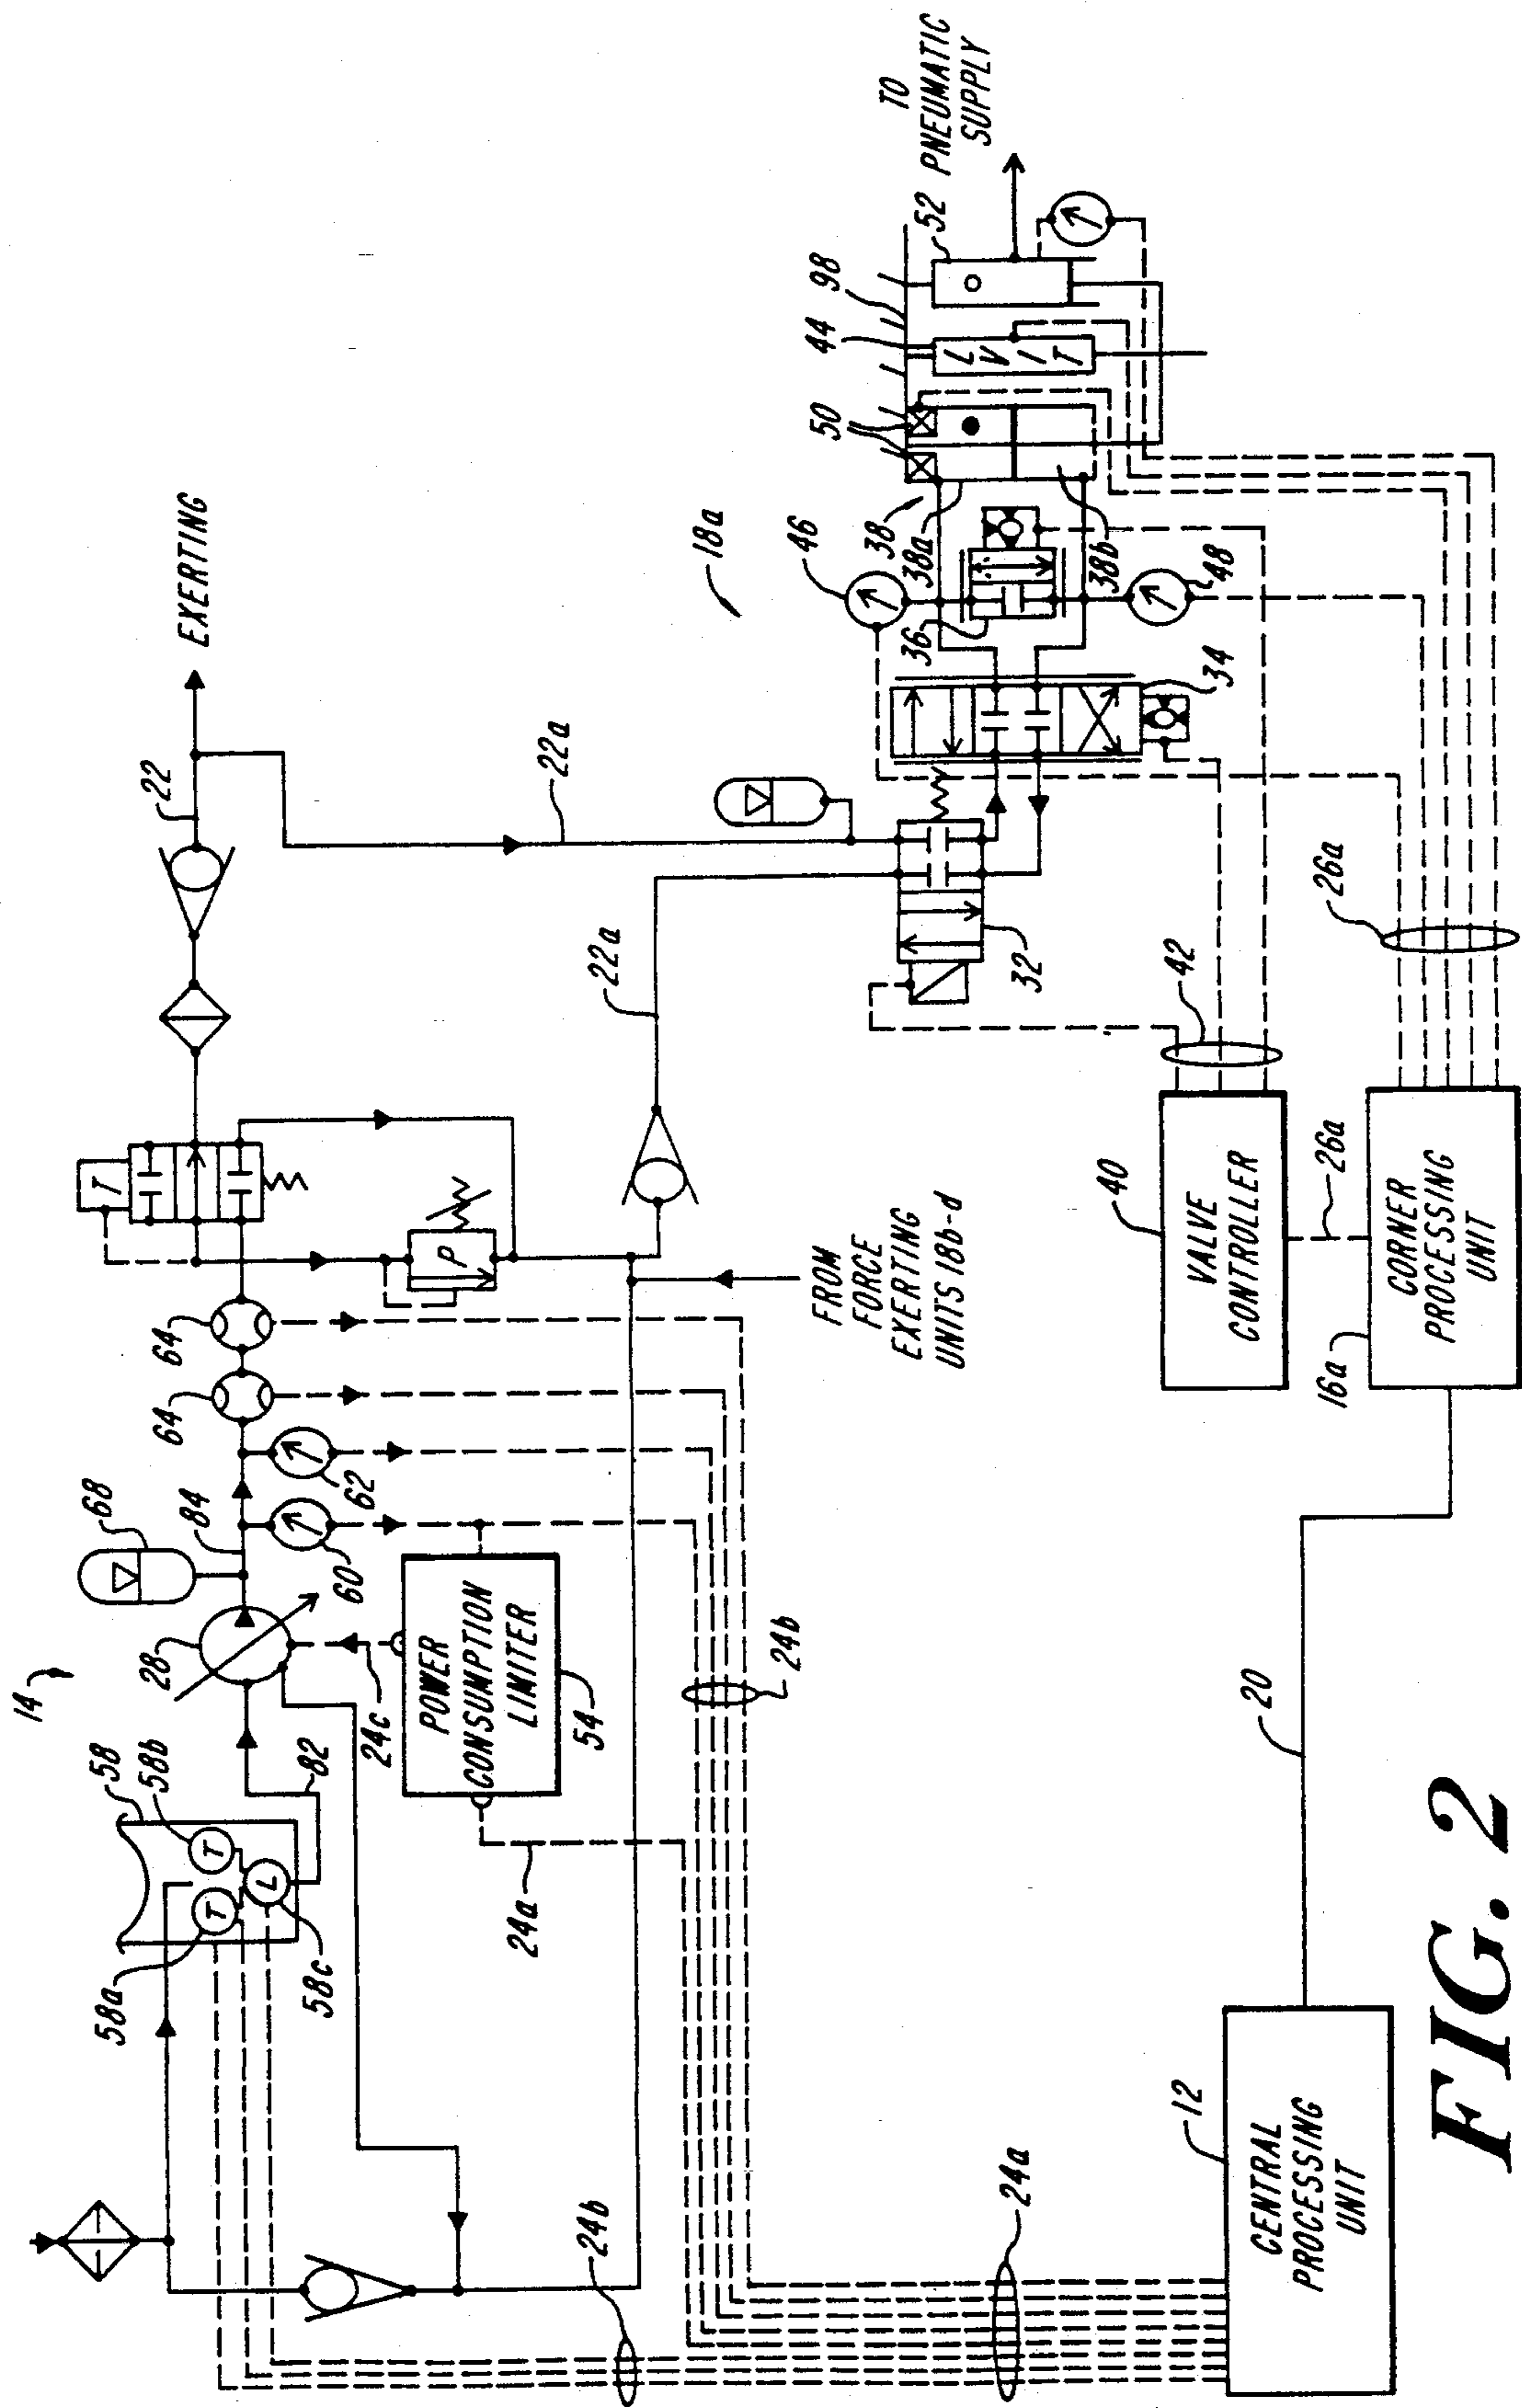 14
58
58b
58a
58c
82
28
68
84
60
62
64
64
T
T
L
T
P
22
EXERTING
22a
22a
24c
POWER
CONSUMPTION
LIMITER
54
24a
24b
24b
24a
FROM
FORCE
EXERTING
UNITS 18b-d
18a
46
38
38a
38b
36
48
34
32
50
44
98
52
L
V
I
T
TO
PNEUMATIC
SUPPLY
42
40
VALVE
CONTROLLER
26a
26a
16a
CORNER
PROCESSING
UNIT
20
12
CENTRAL
PROCESSING
UNIT
FIG. 2